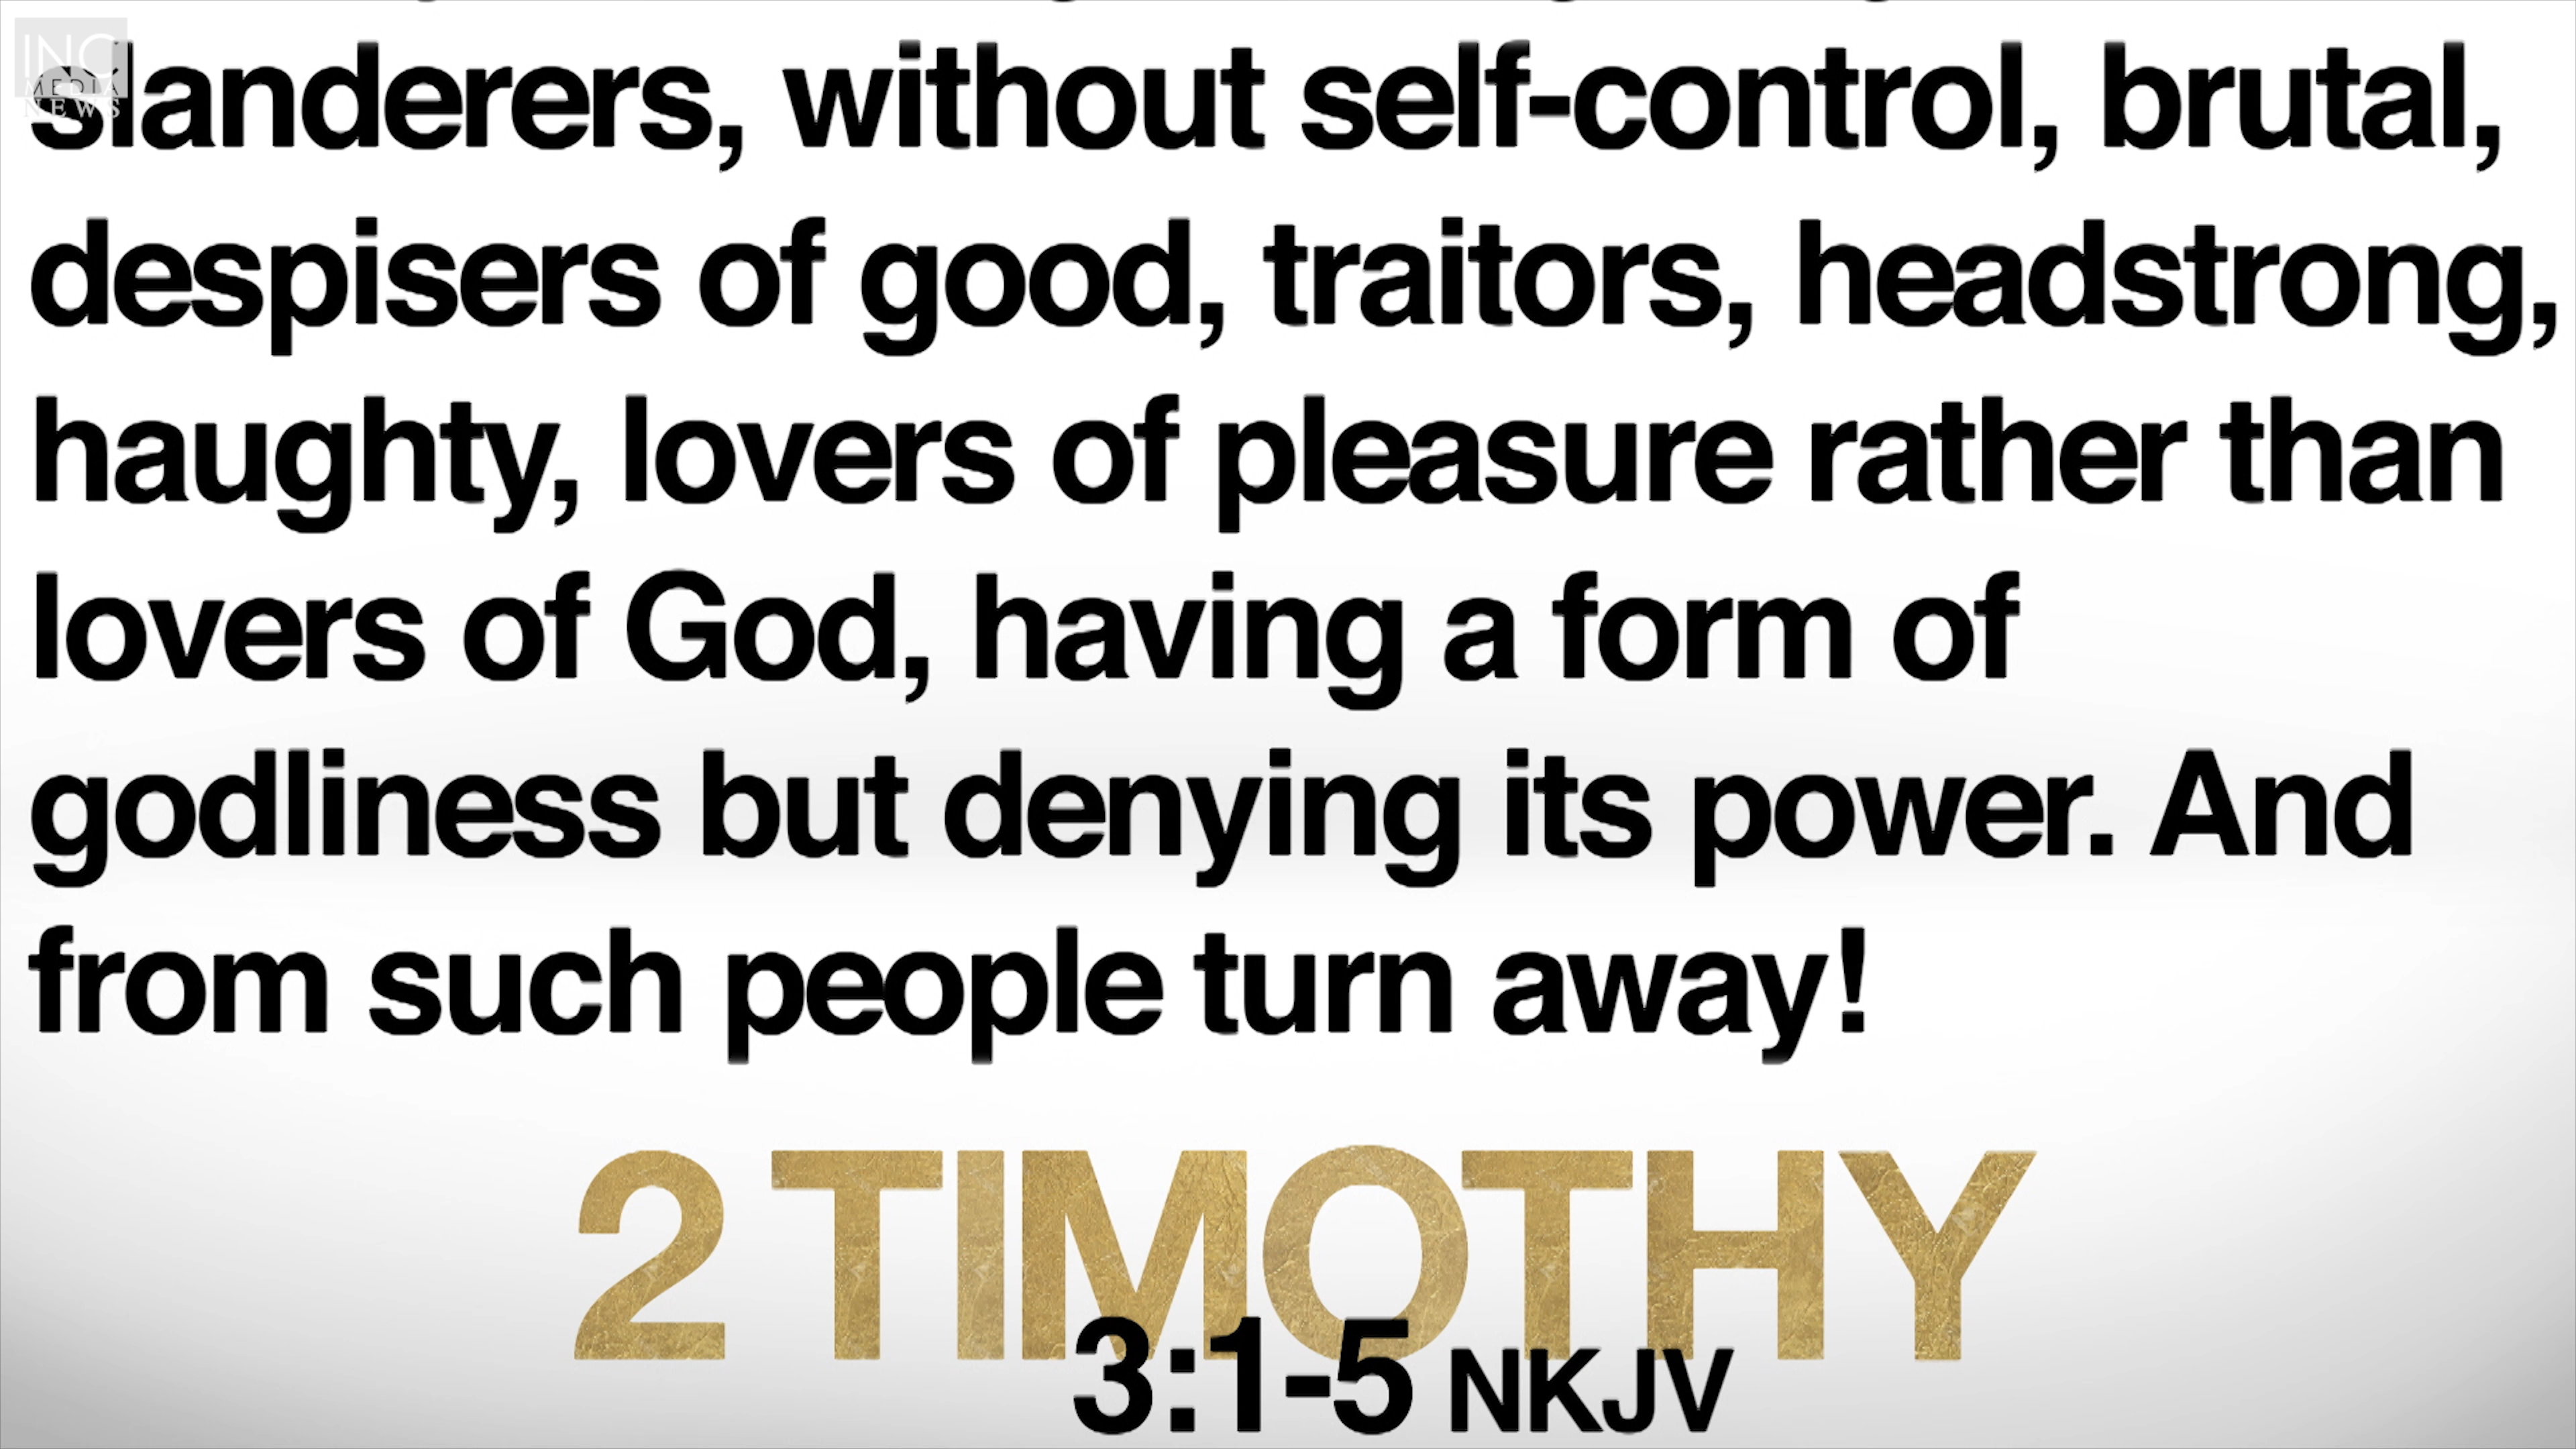 INC
MEDIA
NEWS
slanderers, without self-control, brutal,
despisers of good, traitors, headstrong,
haughty, lovers of pleasure rather than
lovers of God, having a form of
godliness but denying its power. And
from such people turn away!
2 TIMOTHY
3:1-5 NKJV